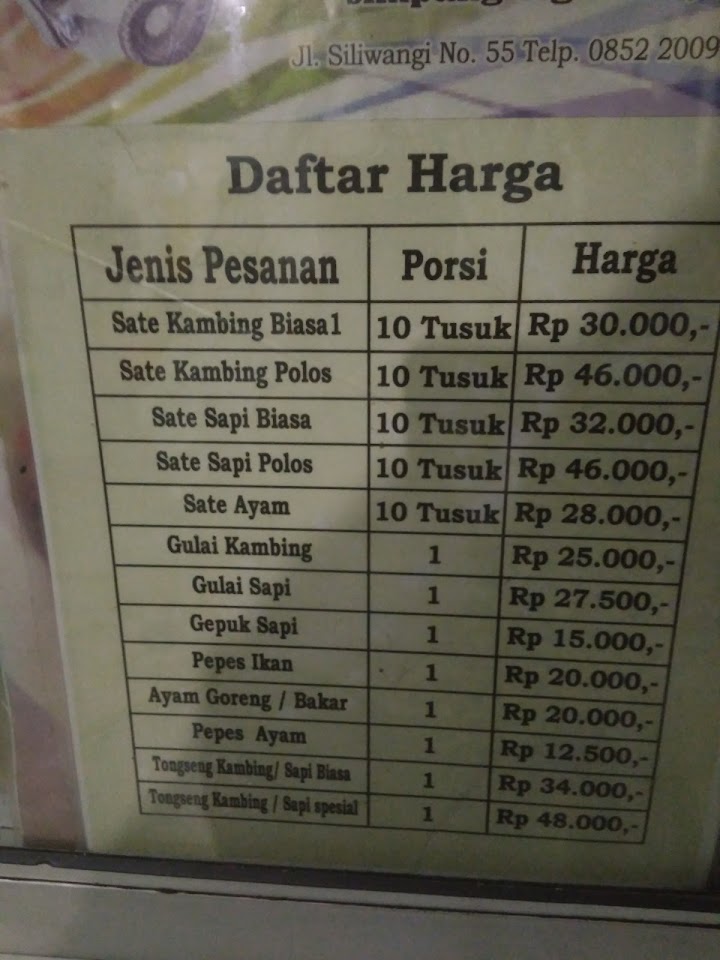 Jl. Siliwangi No. 55 Telp. 0852 2009
Daftar Harga
Jenis Pesanan Porsi Harga
Sate Kambing Biasa1 10 Tusuk Rp 30.000,-
Sate Kambing Polos 10 Tusuk Rp 46.000,-
Sate Sapi Biasa 10 Tusuk Rp 32.000,-
Sate Sapi Polos 10 Tusuk Rp 46.000,-
Sate Ayam 10 Tusuk Rp 28.000,-
Gulai Kambing 1 Rp 25.000,-
Gulai Sapi 1 Rp 27.500,-
Gepuk Sapi 1 Rp 15.000,-
Pepes Ikan 1 Rp 20.000,-
Ayam Goreng / Bakar 1 Rp 20.000,-
Pepes Ayam 1 Rp 12.500,-
Tongseng Kambing/ Sapi Biasa 1 Rp 34.000,-
Tongseng Kambing / Sapi spesial 1 Rp 48.000,-